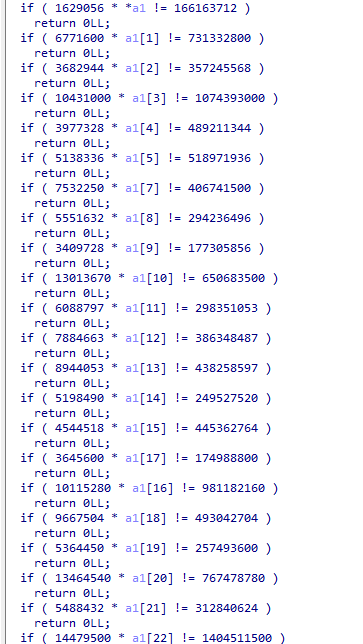 if ( 1629056 * *a1 != 166163712 )
return 0LL;
if ( 6771600 * a1[1] != 731332800 )
return 0LL;
if ( 3682944 * a1[2] != 357245568 )
return 0LL;
if ( 10431000 * a1[3] != 1074393000 )
return 0LL;
if ( 3977328 * a1[4] != 489211344 )
return 0LL;
if ( 5138336 * a1[5] != 518971936 )
return 0LL;
if ( 7532250 * a1[7] != 406741500 )
return 0LL;
if ( 5551632 * a1[8] != 294236496 )
return 0LL;
if ( 3409728 * a1[9] != 177305856 )
return 0LL;
if ( 13013670 * a1[10] != 650683500 )
return 0LL;
if ( 6088797 * a1[11] != 298351053 )
return 0LL;
if ( 7884663 * a1[12] != 386348487 )
return 0LL;
if ( 8944053 * a1[13] != 438258597 )
return 0LL;
if ( 5198490 * a1[14] != 249527520 )
return 0LL;
if ( 4544518 * a1[15] != 445362764 )
return 0LL;
if ( 3645600 * a1[17] != 174988800 )
return 0LL;
if ( 10115280 * a1[16] != 981182160 )
return 0LL;
if ( 9667504 * a1[18] != 493042704 )
return 0LL;
if ( 5364450 * a1[19] != 257493600 )
return 0LL;
if ( 13464540 * a1[20] != 767478780 )
return 0LL;
if ( 5488432 * a1[21] != 312840624 )
return 0LL;
if ( 14479500 * a1[22] != 1404511500 )